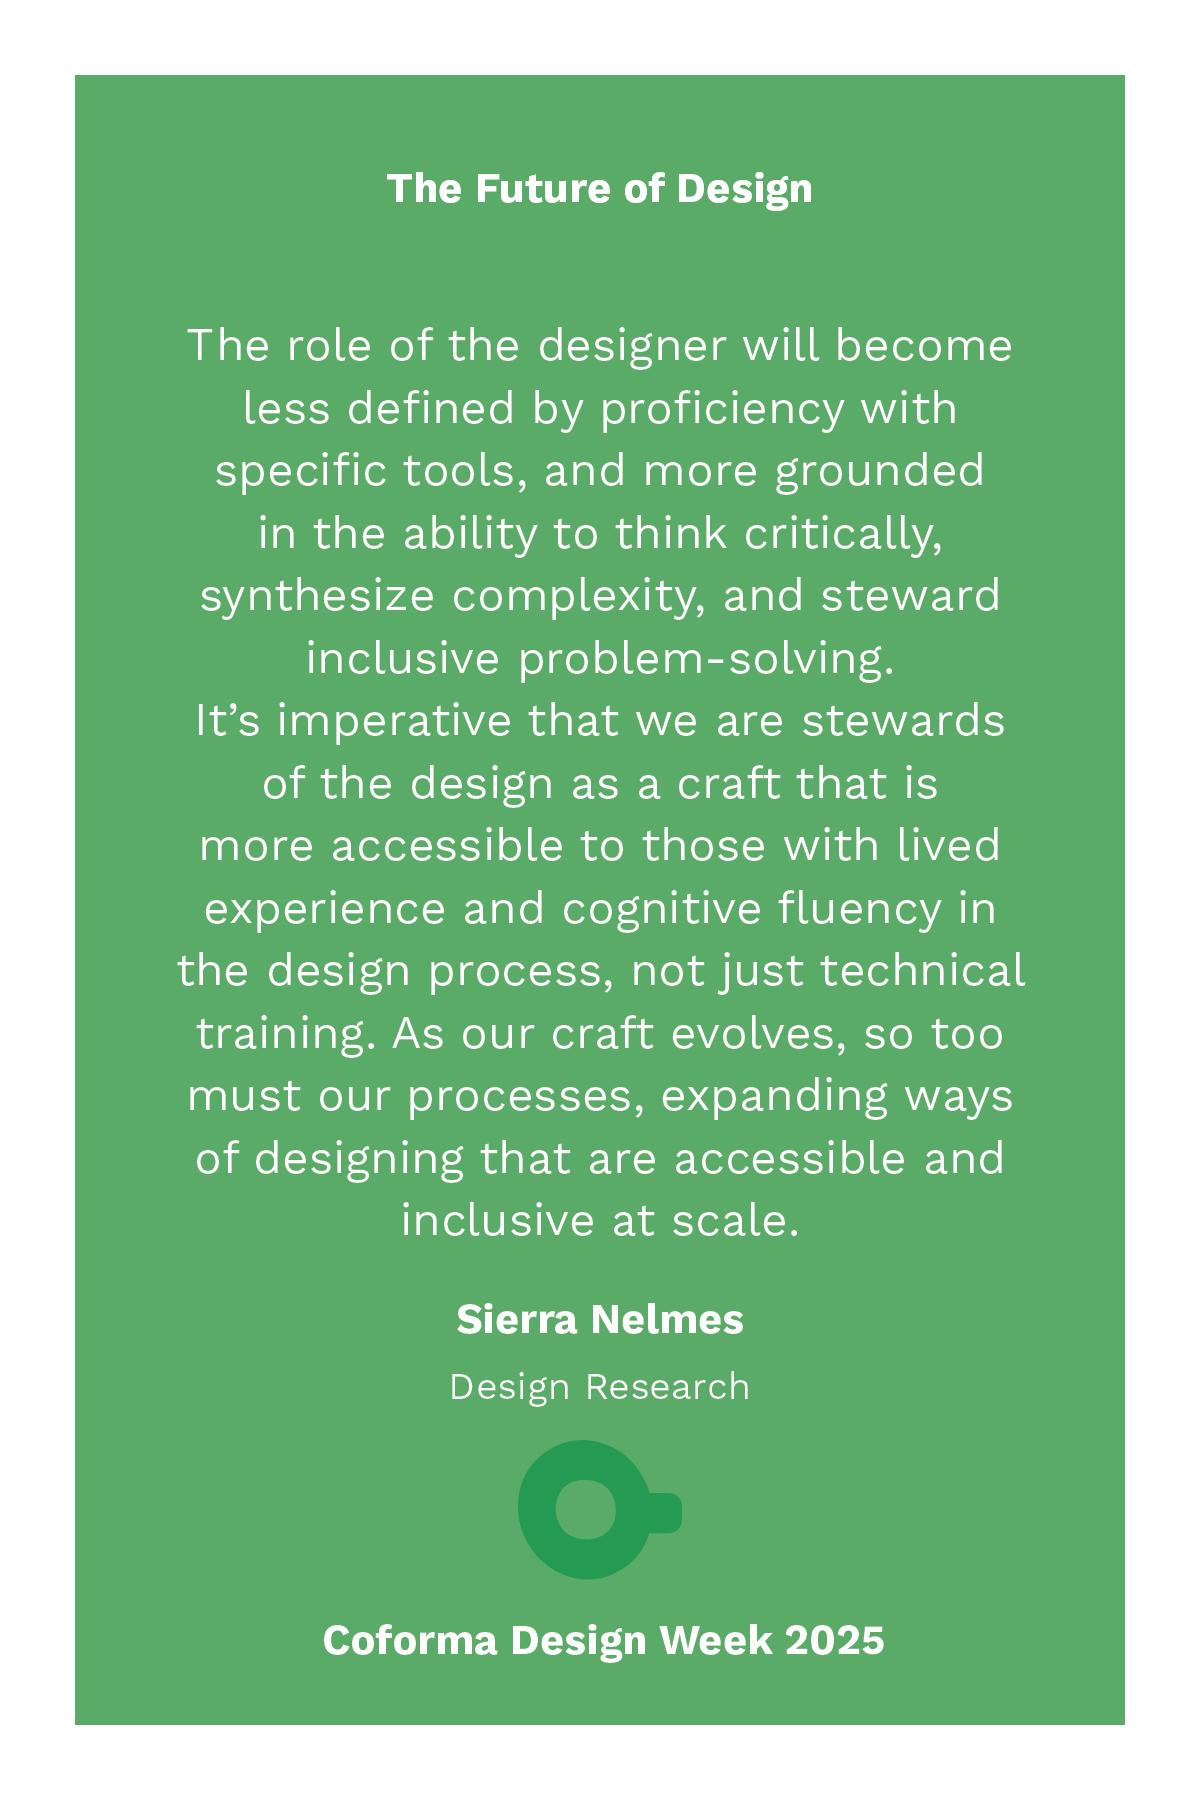 The Future of Design
The role of the designer will become
less defined by proficiency with
specific tools, and more grounded
in the ability to think critically,
synthesize complexity, and steward
inclusive problem-solving.
It’s imperative that we are stewards
of the design as a craft that is
more accessible to those with lived
experience and cognitive fluency in
the design process, not just technical
training. As our craft evolves, so too
must our processes, expanding ways
of designing that are accessible and
inclusive at scale.
Sierra Nelmes
Design Research
Coforma Design Week 2025